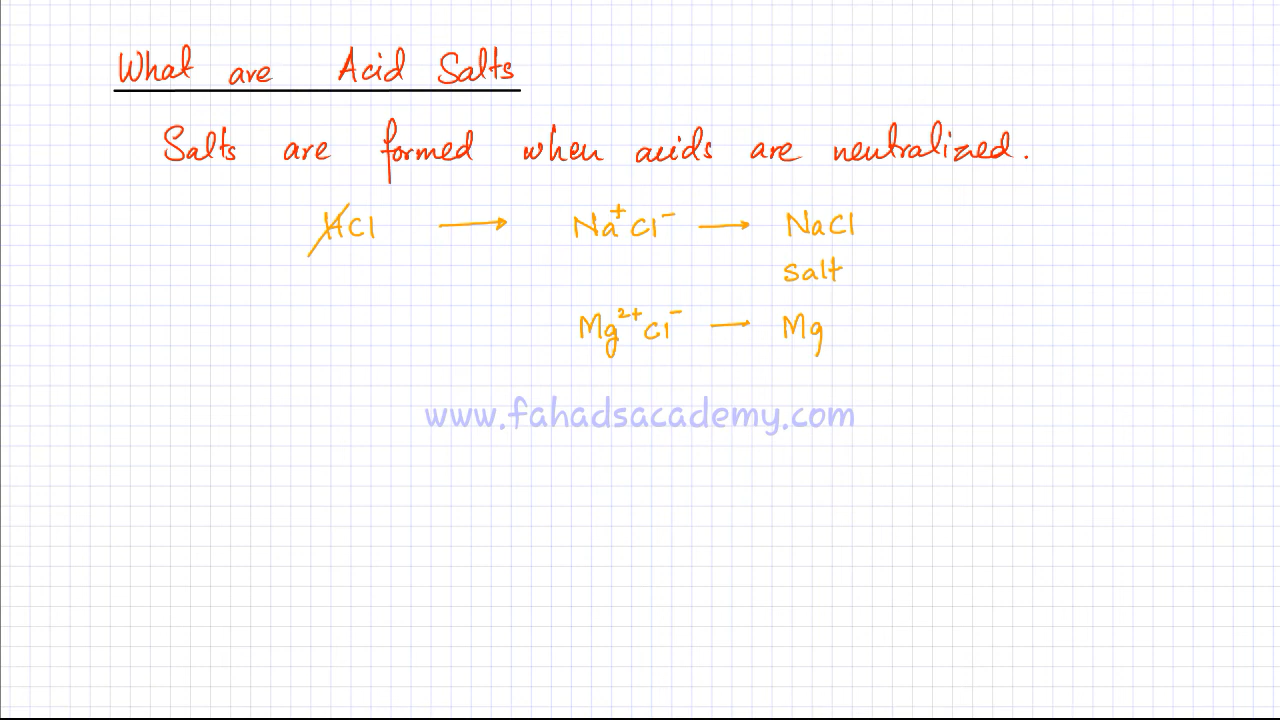 What are Acid Salts
Salts are formed when acids are neutralized.
HCl ⟶ Na⁺Cl⁻ ⟶ NaCl
Salt
Mg²⁺Cl⁻ ⟶ Mg
www.fahadsacademy.com